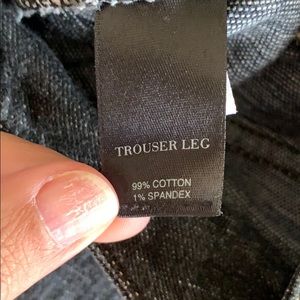 TROUSER LEG
99% COTTON
1% SPANDEX